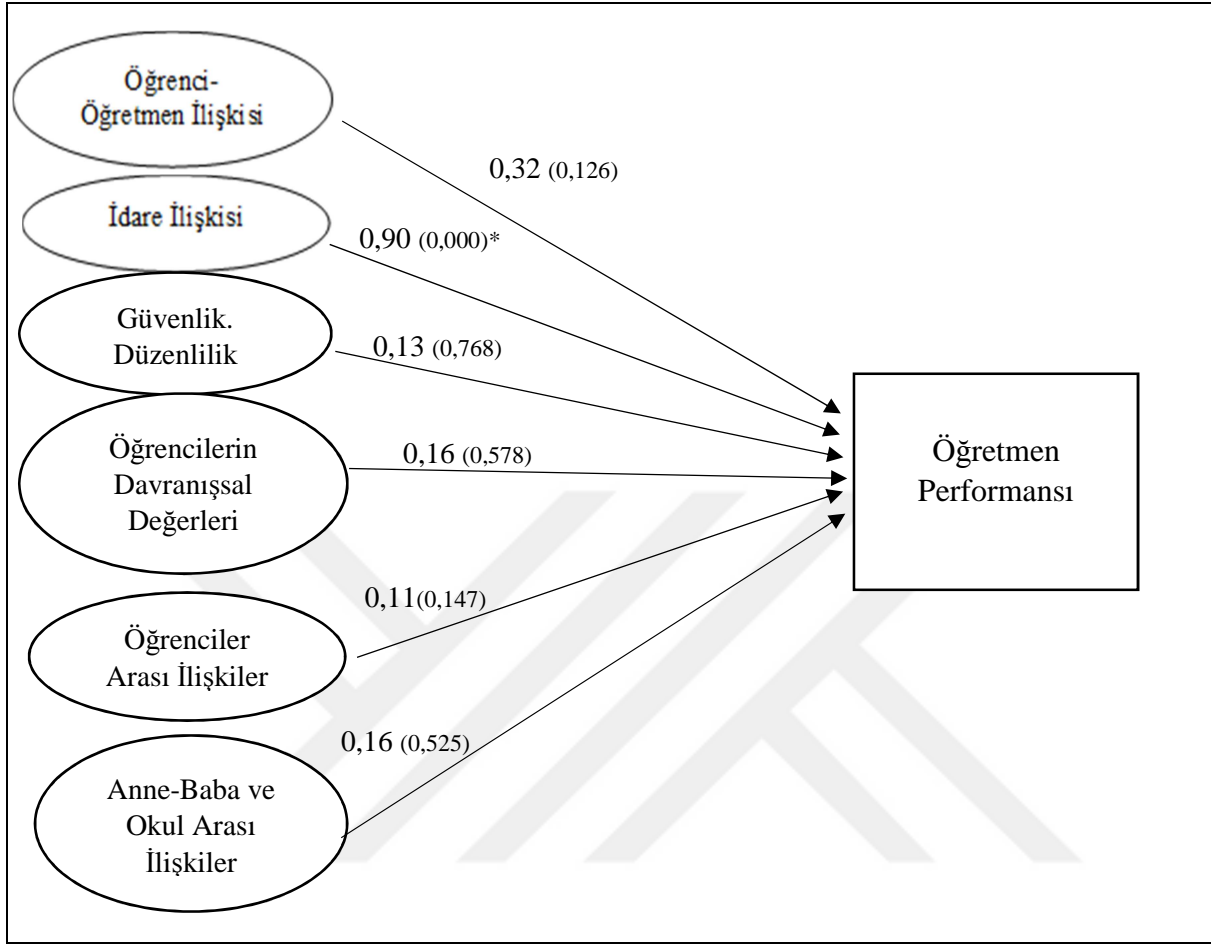 Öğrenci-
Öğretmen İlişkisi
0,32 (0,126)
İdare İlişkisi
0,90 (0,000)*
Güvenlik.
Düzenlilik
0,13 (0,768)
Öğrencilerin
Davranışsal
Değerleri
0,16 (0,578)
Öğretmen
Performansı
Öğrenciler
Arası İlişkiler
0,11(0,147)
Anne-Baba ve
Okul Arası
İlişkiler
0,16 (0,525)